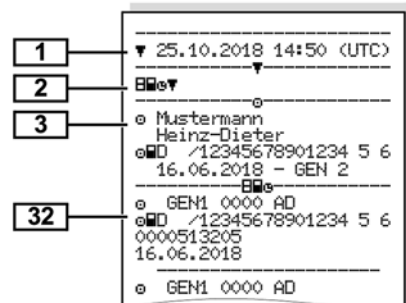 1 ▼ 25.10.2018 14:50 (UTC)
2
3 Mustermann
Heinz-Dieter
D /12345678901234 5 6
16.06.2018 - GEN 2
GEN1 0000 AD
32 D /12345678901234 5 6
0000513205
16.06.2018
GEN1 0000 AD